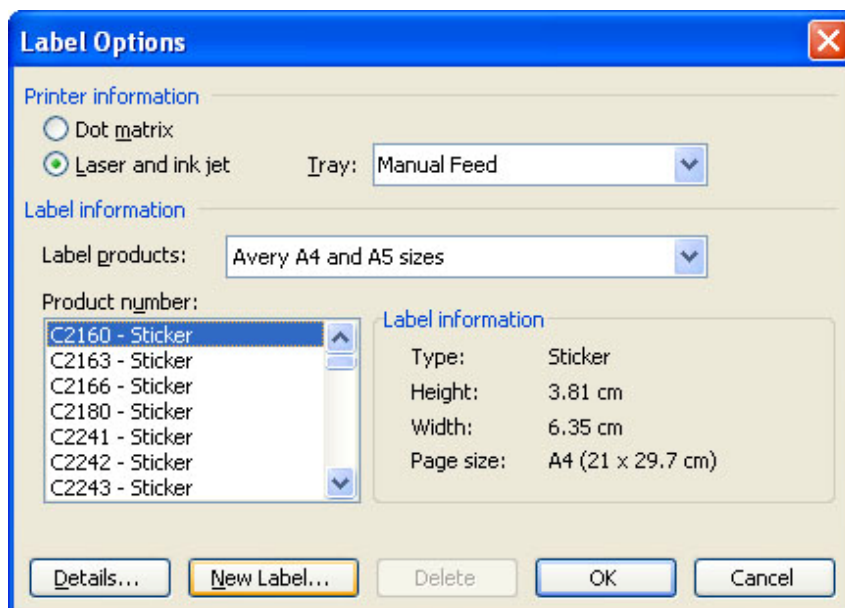 Label Options
Printer information
Dot matrix
Laser and ink jet Tray: Manual Feed
Label information
Label products: Avery A4 and A5 sizes
Product number:
C2160 - Sticker
C2163 - Sticker
C2166 - Sticker
C2180 - Sticker
C2241 - Sticker
C2242 - Sticker
C2243 - Sticker
Label information
Type: Sticker
Height: 3.81 cm
Width: 6.35 cm
Page size: A4 (21 x 29.7 cm)
Details... New Label... Delete OK Cancel